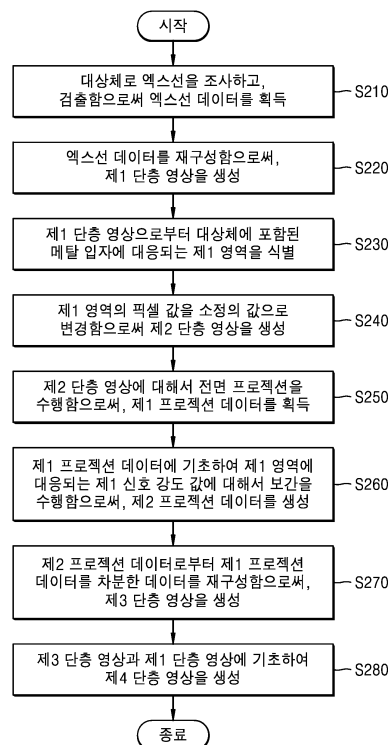 시작
대상체로 엑스선을 조사하고,
검출함으로써 엑스선 데이터를 획득
S210
엑스선 데이터를 재구성함으로써,
제1 단층 영상을 생성
S220
제1 단층 영상으로부터 대상체에 포함된
메탈 입자에 대응되는 제1 영역을 식별
S230
제1 영역의 픽셀 값을 소정의 값으로
변경함으로써 제2 단층 영상을 생성
S240
제2 단층 영상에 대해서 전면 프로젝션을
수행함으로써, 제1 프로젝션 데이터를 획득
S250
제1 프로젝션 데이터에 기초하여 제1 영역에
대응되는 제1 신호 강도 값에 대해서 보간을
수행함으로써, 제2 프로젝션 데이터를 생성
S260
제2 프로젝션 데이터로부터 제1 프로젝션
데이터를 차분한 데이터를 재구성함으로써,
제3 단층 영상을 생성
S270
제3 단층 영상과 제1 단층 영상에 기초하여
제4 단층 영상을 생성
S280
종료